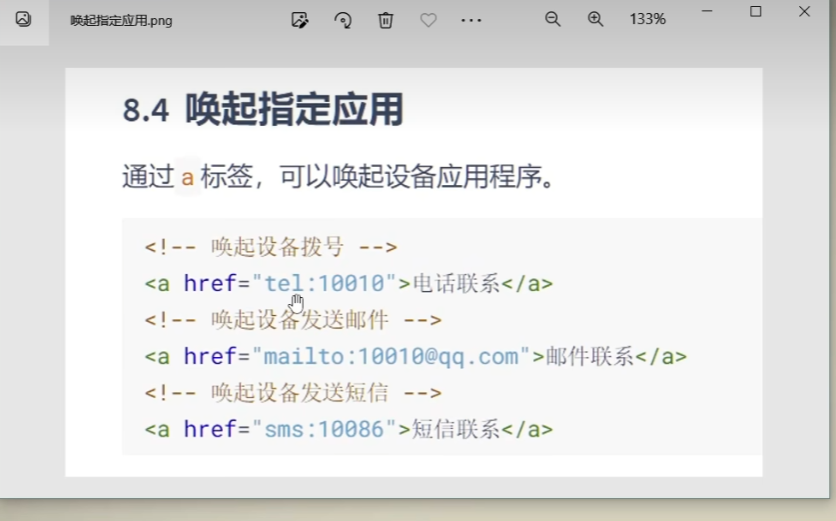 唤起指定应用.png
133%
8.4 唤起指定应用
通过 a 标签，可以唤起设备应用程序。
<!-- 唤起设备拨号 -->
<a href="tel:10010">电话联系</a>
<!-- 唤起设备发送邮件 -->
<a href="mailto:10010@qq.com">邮件联系</a>
<!-- 唤起设备发送短信 -->
<a href="sms:10086">短信联系</a>